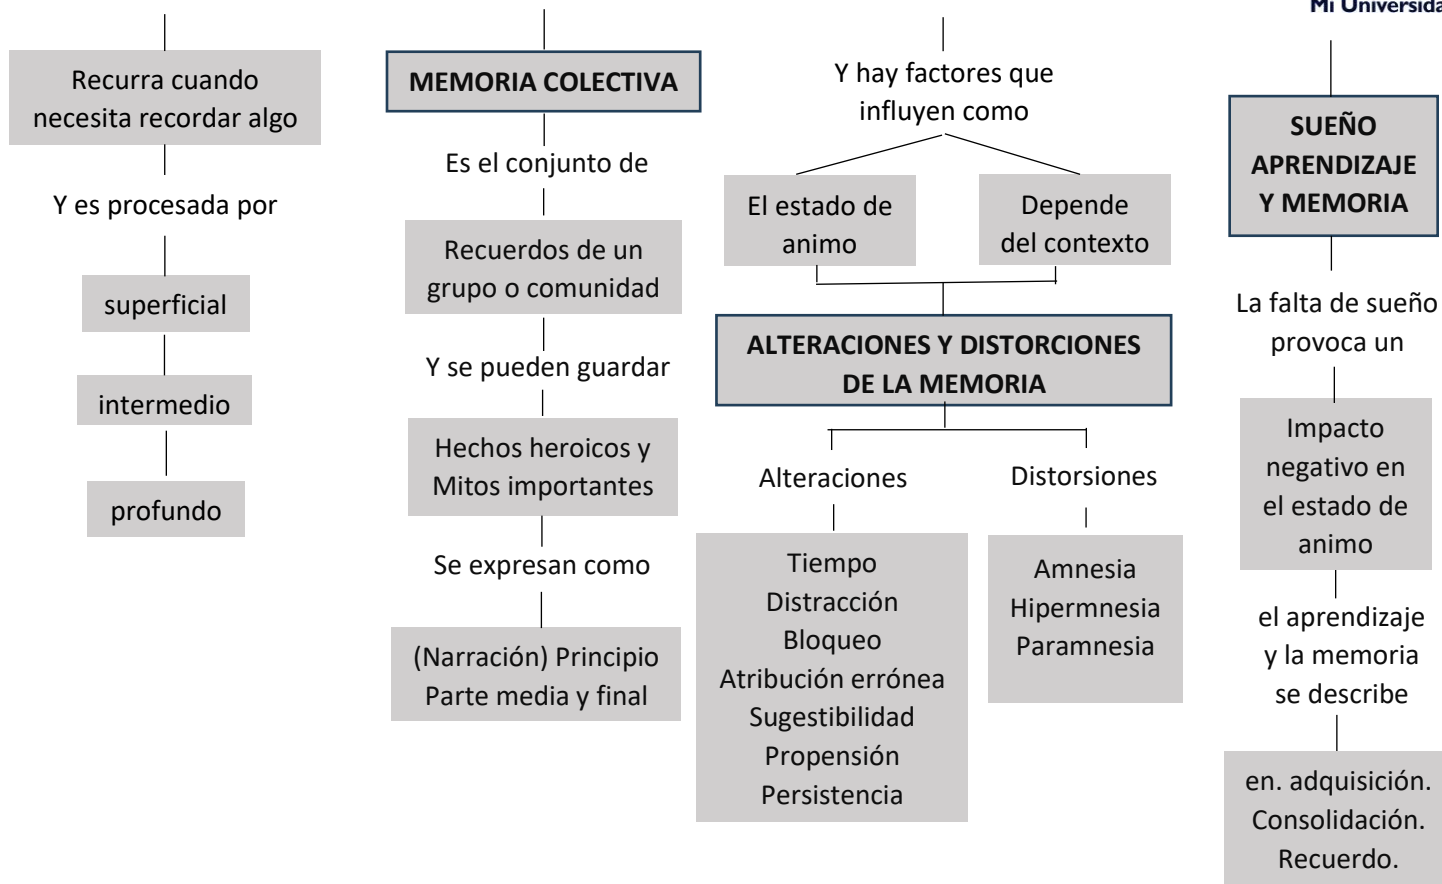 Mi Universida
Recurra cuando
necesita recordar algo
Y es procesada por
superficial
intermedio
profundo
MEMORIA COLECTIVA
Es el conjunto de
Recuerdos de un
grupo o comunidad
Y se pueden guardar
Hechos heroicos y
Mitos importantes
Se expresan como
(Narración) Principio
Parte media y final
Y hay factores que
influyen como
El estado de
animo
Depende
del contexto
ALTERACIONES Y DISTORCIONES
DE LA MEMORIA
Alteraciones
Tiempo
Distracción
Bloqueo
Atribución errónea
Sugestibilidad
Propensión
Persistencia
Distorsiones
Amnesia
Hipermnesia
Paramnesia
SUEÑO
APRENDIZAJE
Y MEMORIA
La falta de sueño
provoca un
Impacto
negativo en
el estado de
animo
el aprendizaje
y la memoria
se describe
en. adquisición.
Consolidación.
Recuerdo.